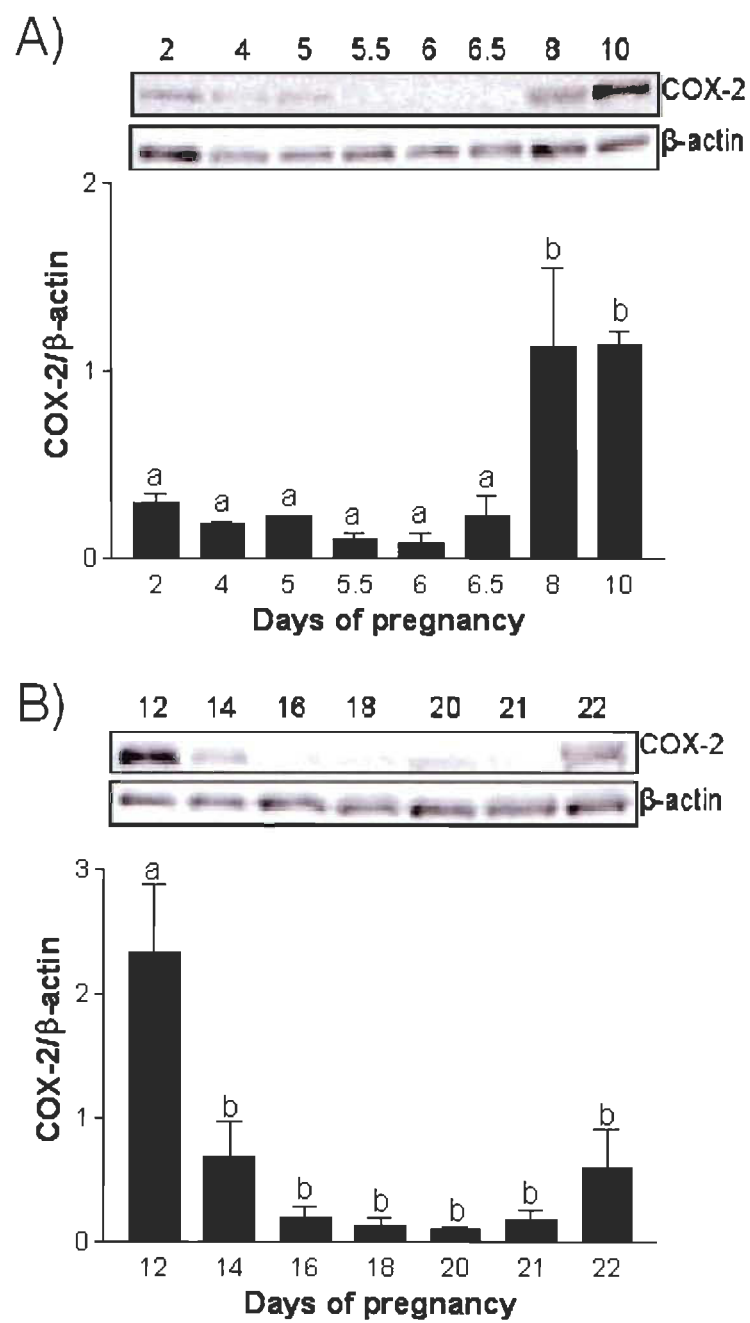 A)
2 4 5 5.5 6 6.5 8 10
COX-2
β-actin
2
1
0
COX-2/β-actin
a a a a a a b b
2 4 5 5.5 6 6.5 8 10
Days of pregnancy
B)
12 14 16 18 20 21 22
COX-2
β-actin
3
2
1
0
COX-2/β-actin
a b b b b b b
12 14 16 18 20 21 22
Days of pregnancy